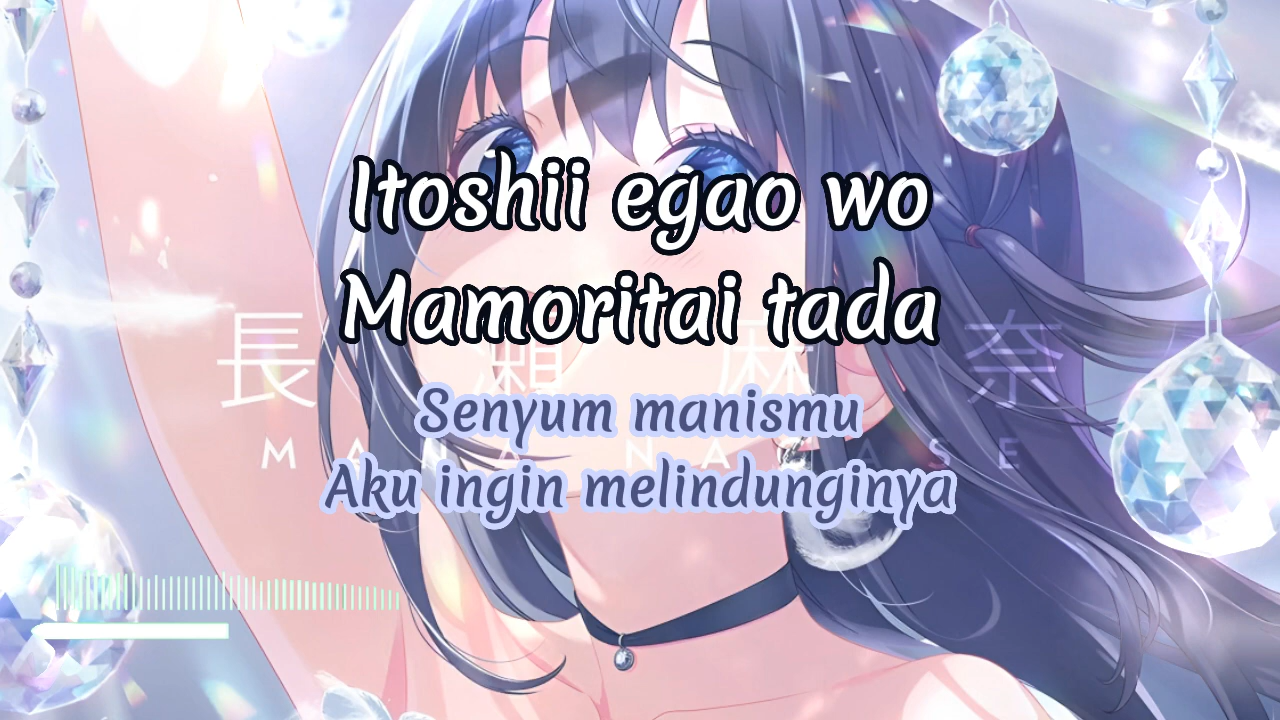 Itoshii egao wo
Mamoritai tada
長瀬麻奈
Senyum manismu
MANA NAGASE
Aku ingin melindunginya